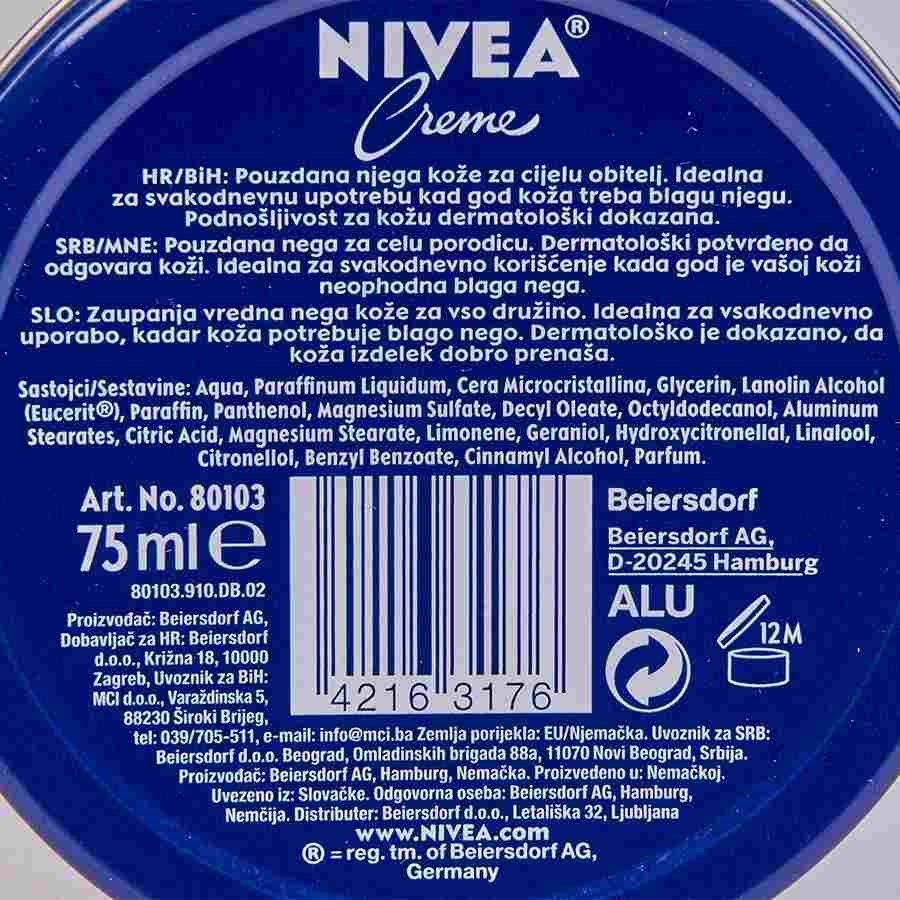 NIVEA®
Creme
HR/BiH: Pouzdana njega kože za cijelu obitelj. Idealna
za svakodnevnu upotrebu kad god koža treba blagu njegu.
Podnošljivost za kožu dermatološki dokazana.
SRB/MNE: Pouzdana nega za celu porodicu. Dermatološki potvrđeno da
odgovara koži. Idealna za svakodnevno korišćenje kada god je vašoj koži
neophodna blaga nega.
SLO: Zaupanja vredna nega kože za vso družino. Idealna za vsakodnevno
uporabo, kadar koža potrebuje blago nego. Dermatološko je dokazano, da
koža izdelek dobro prenaša.
Sastojci/Sestavine: Aqua, Paraffinum Liquidum, Cera Microcristallina, Glycerin, Lanolin Alcohol
(Eucerit®), Paraffin, Panthenol, Magnesium Sulfate, Decyl Oleate, Octyldodecanol, Aluminum
Stearates, Citric Acid, Magnesium Stearate, Limonene, Geraniol, Hydroxycitronellal, Linalool,
Citronellol, Benzyl Benzoate, Cinnamyl Alcohol, Parfum.
Art. No. 80103
75 ml e
80103.910.DB.02
Proizvođač: Beiersdorf AG,
Dobavljač za HR: Beiersdorf
d.o.o., Križna 18, 10000
Zagreb, Uvoznik za BiH:
MCI d.o.o., Varaždinska 5,
88230 Široki Brijeg,
4216 3176
Beiersdorf
Beiersdorf AG,
D-20245 Hamburg
ALU
12M
tel: 039/705-511, e-mail: info@mci.ba Zemlja porijekla: EU/Njemačka. Uvoznik za SRB:
Beiersdorf d.o.o. Beograd, Omladinskih brigada 88a, 11070 Novi Beograd, Srbija.
Proizvođač: Beiersdorf AG, Hamburg, Nemačka. Proizvedeno u: Nemačkoj.
Uvezeno iz: Slovačke. Odgovorna oseba: Beiersdorf AG, Hamburg,
Nemčija. Distributer: Beiersdorf d.o.o., Letališka 32, Ljubljana
www.NIVEA.com
® = reg. tm. of Beiersdorf AG,
Germany